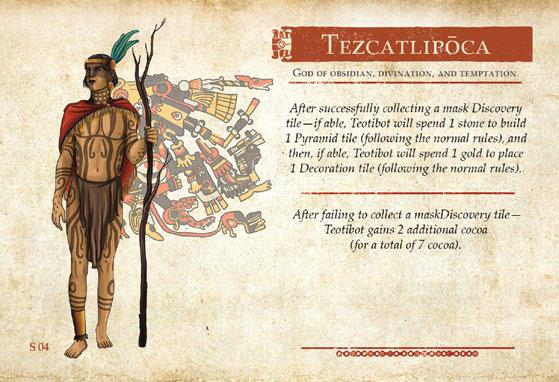 TEZCATLIPŌCA
GOD OF OBSIDIAN, DIVINATION, AND TEMPTATION.
After successfully collecting a mask Discovery
tile—if able, Teotibot will spend 1 stone to build
1 Pyramid tile (following the normal rules), and
then, if able, Teotibot will spend 1 gold to place
1 Decoration tile (following the normal rules).
After failing to collect a maskDiscovery tile—
Teotibot gains 2 additional cocoa
(for a total of 7 cocoa).
S 04